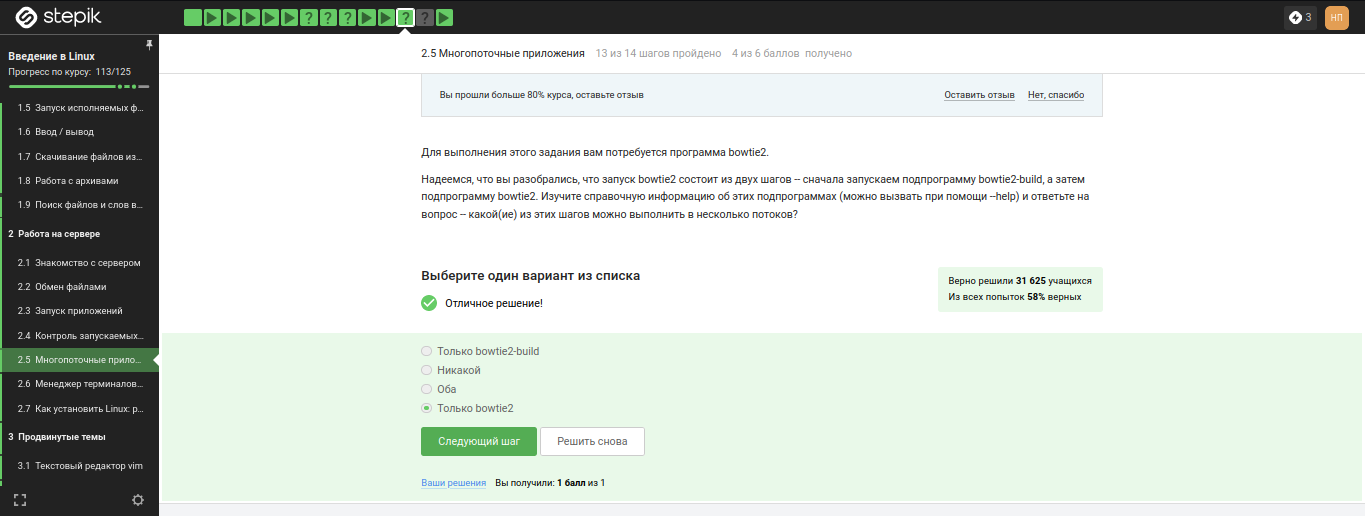 stepik
? ? ? ? ?
3
НП
Введение в Linux
Прогресс по курсу: 113/125
1.5 Запуск исполняемых ф...
1.6 Ввод / вывод
1.7 Скачивание файлов из...
1.8 Работа с архивами
1.9 Поиск файлов и слов в...
2 Работа на сервере
2.1 Знакомство с сервером
2.2 Обмен файлами
2.3 Запуск приложений
2.4 Контроль запускаемых...
2.5 Многопоточные прило...
2.6 Менеджер терминалов...
2.7 Как установить Linux: р...
3 Продвинутые темы
3.1 Текстовый редактор vim
2.5 Многопоточные приложения 13 из 14 шагов пройдено 4 из 6 баллов получено
Вы прошли больше 80% курса, оставьте отзыв
Оставить отзыв Нет, спасибо
Для выполнения этого задания вам потребуется программа bowtie2.
Надеемся, что вы разобрались, что запуск bowtie2 состоит из двух шагов -- сначала запускаем подпрограмму bowtie2-build, а затем
подпрограмму bowtie2. Изучите справочную информацию об этих подпрограммах (можно вызвать при помощи --help) и ответьте на
вопрос -- какой(ие) из этих шагов можно выполнить в несколько потоков?
Выберите один вариант из списка
Отличное решение!
Верно решили 31 625 учащихся
Из всех попыток 58% верных
Только bowtie2-build
Никакой
Оба
Только bowtie2
Следующий шаг
Решить снова
Ваши решения Вы получили: 1 балл из 1